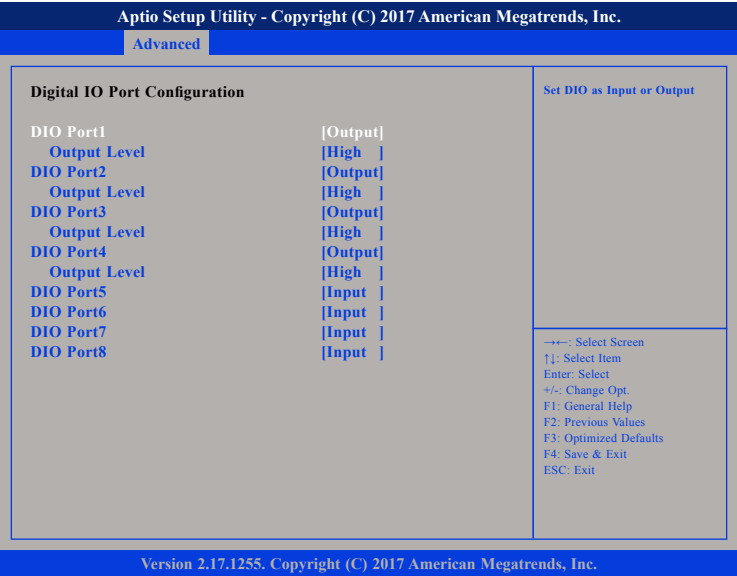 Aptio Setup Utility - Copyright (C) 2017 American Megatrends, Inc.
Advanced
Digital IO Port Configuration
DIO Port1 [Output]
Output Level [High ]
DIO Port2 [Output]
Output Level [High ]
DIO Port3 [Output]
Output Level [High ]
DIO Port4 [Output]
Output Level [High ]
DIO Port5 [Input ]
DIO Port6 [Input ]
DIO Port7 [Input ]
DIO Port8 [Input ]
Set DIO as Input or Output
→←: Select Screen
↑↓: Select Item
Enter: Select
+/-: Change Opt.
F1: General Help
F2: Previous Values
F3: Optimized Defaults
F4: Save & Exit
ESC: Exit
Version 2.17.1255. Copyright (C) 2017 American Megatrends, Inc.